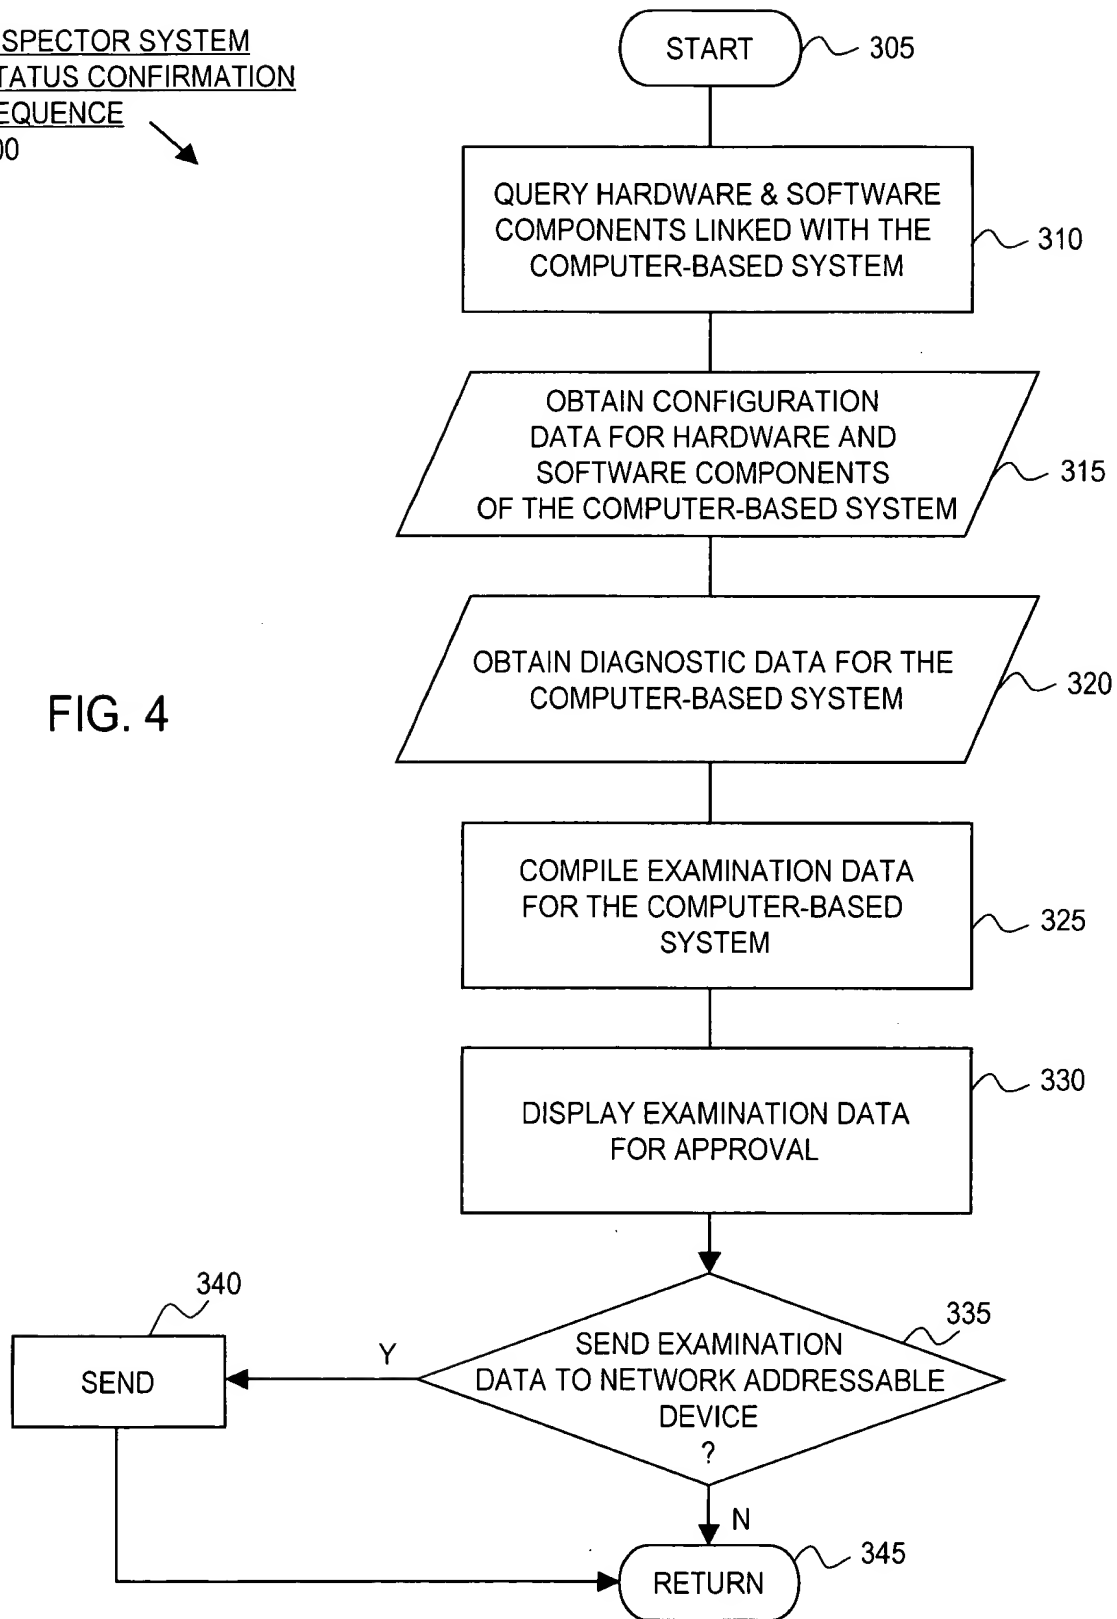 SPECTOR SYSTEM
TATUS CONFIRMATION
EQUENCE
00
START
305
QUERY HARDWARE & SOFTWARE
COMPONENTS LINKED WITH THE
COMPUTER-BASED SYSTEM
310
OBTAIN CONFIGURATION
DATA FOR HARDWARE AND
SOFTWARE COMPONENTS
OF THE COMPUTER-BASED SYSTEM
315
OBTAIN DIAGNOSTIC DATA FOR THE
COMPUTER-BASED SYSTEM
320
FIG. 4
COMPILE EXAMINATION DATA
FOR THE COMPUTER-BASED
SYSTEM
325
DISPLAY EXAMINATION DATA
FOR APPROVAL
330
SEND EXAMINATION
DATA TO NETWORK ADDRESSABLE
DEVICE
?
335
Y
340
SEND
N
RETURN
345